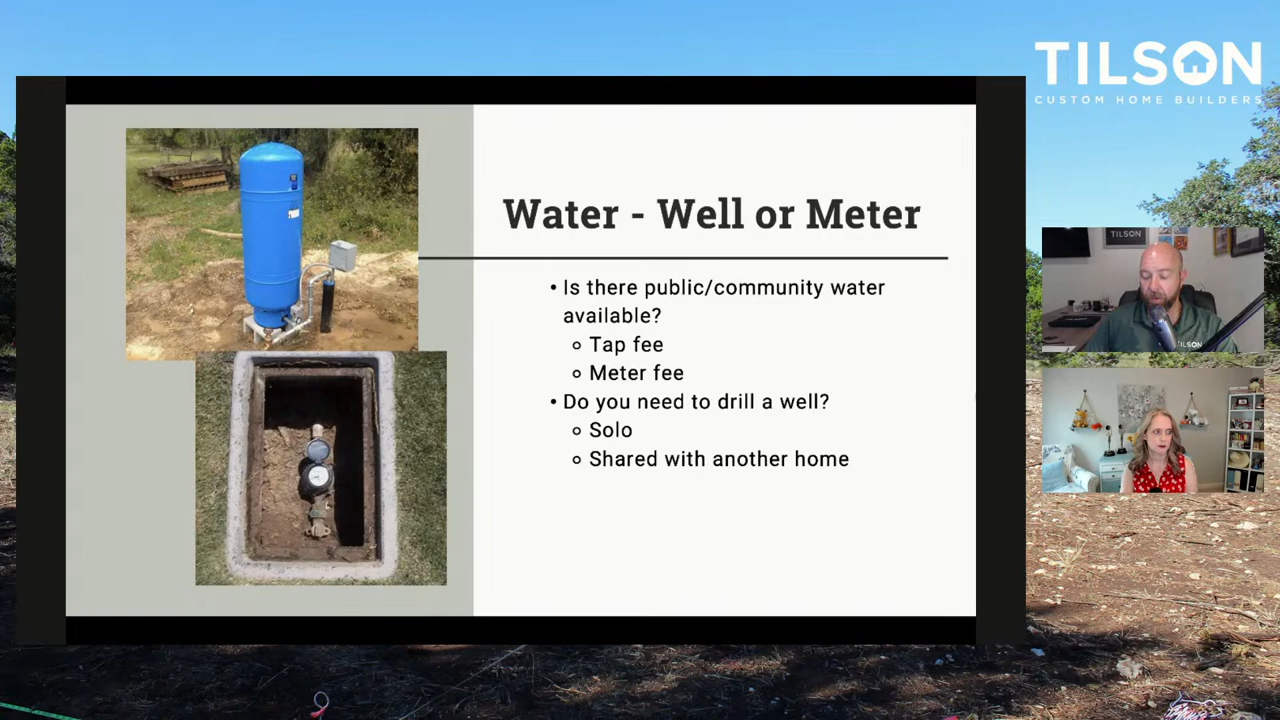 TILSON
CUSTOM HOME BUILDERS
Water - Well or Meter
• Is there public/community water
available?
○ Tap fee
○ Meter fee
• Do you need to drill a well?
○ Solo
○ Shared with another home
TILSON
TILSON